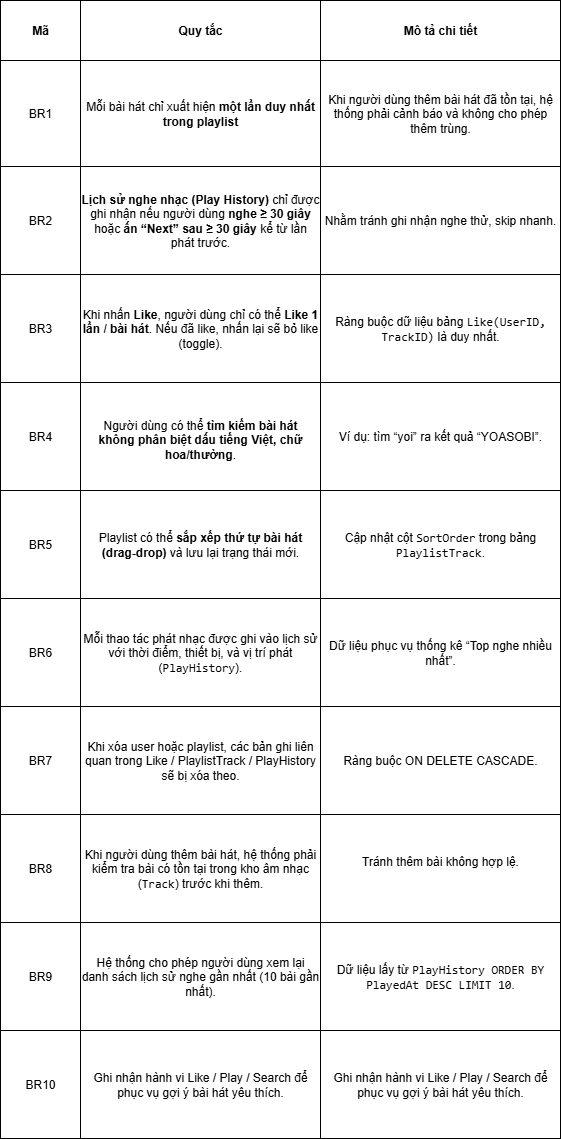 Mã
Quy tắc
Mô tả chi tiết
BR1
Mỗi bài hát chỉ xuất hiện một lần duy nhất
trong playlist
Khi người dùng thêm bài hát đã tồn tại, hệ
thống phải cảnh báo và không cho phép
thêm trùng.
BR2
Lịch sử nghe nhạc (Play History) chỉ được
ghi nhận nếu người dùng nghe ≥ 30 giây
hoặc ấn “Next” sau ≥ 30 giây kể từ lần
phát trước.
Nhằm tránh ghi nhận nghe thử, skip nhanh.
BR3
Khi nhấn Like, người dùng chỉ có thể Like 1
lần / bài hát. Nếu đã like, nhấn lại sẽ bỏ like
(toggle).
Ràng buộc dữ liệu bảng Like(UserID,
TrackID) là duy nhất.
BR4
Người dùng có thể tìm kiếm bài hát
không phân biệt dấu tiếng Việt, chữ
hoa/thường.
Ví dụ: tìm “yoi” ra kết quả “YOASOBI”.
BR5
Playlist có thể sắp xếp thứ tự bài hát
(drag-drop) và lưu lại trạng thái mới.
Cập nhật cột SortOrder trong bảng
PlaylistTrack.
BR6
Mỗi thao tác phát nhạc được ghi vào lịch sử
với thời điểm, thiết bị, và vị trí phát
(PlayHistory).
Dữ liệu phục vụ thống kê “Top nghe nhiều
nhất”.
BR7
Khi xóa user hoặc playlist, các bản ghi liên
quan trong Like / PlaylistTrack / PlayHistory
sẽ bị xóa theo.
Ràng buộc ON DELETE CASCADE.
BR8
Khi người dùng thêm bài hát, hệ thống phải
kiểm tra bài có tồn tại trong kho âm nhạc
(Track) trước khi thêm.
Tránh thêm bài không hợp lệ.
BR9
Hệ thống cho phép người dùng xem lại
danh sách lịch sử nghe gần nhất (10 bài gần
nhất).
Dữ liệu lấy từ PlayHistory ORDER BY
PlayedAt DESC LIMIT 10.
BR10
Ghi nhận hành vi Like / Play / Search để
phục vụ gợi ý bài hát yêu thích.
Ghi nhận hành vi Like / Play / Search để
phục vụ gợi ý bài hát yêu thích.